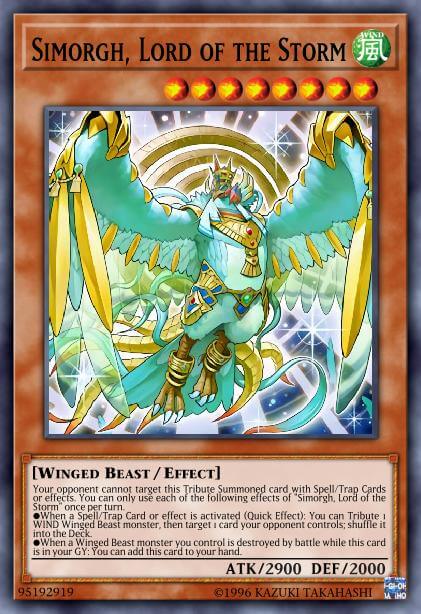 Simorgh, Lord of the Storm
WIND
風
[Winged Beast / Effect]
Your opponent cannot target this Tribute Summoned card with Spell/Trap Cards
or effects. You can only use each of the following effects of "Simorgh, Lord of the
Storm" once per turn.
●When a Spell/Trap Card or effect is activated (Quick Effect): You can Tribute 1
WIND Winged Beast monster, then target 1 card your opponent controls; shuffle it
into the Deck.
●When a Winged Beast monster you control is destroyed by battle while this card
is in your GY: You can add this card to your hand.
ATK/2900 DEF/2000
95192919 ©1996 KAZUKI TAKAHASHI